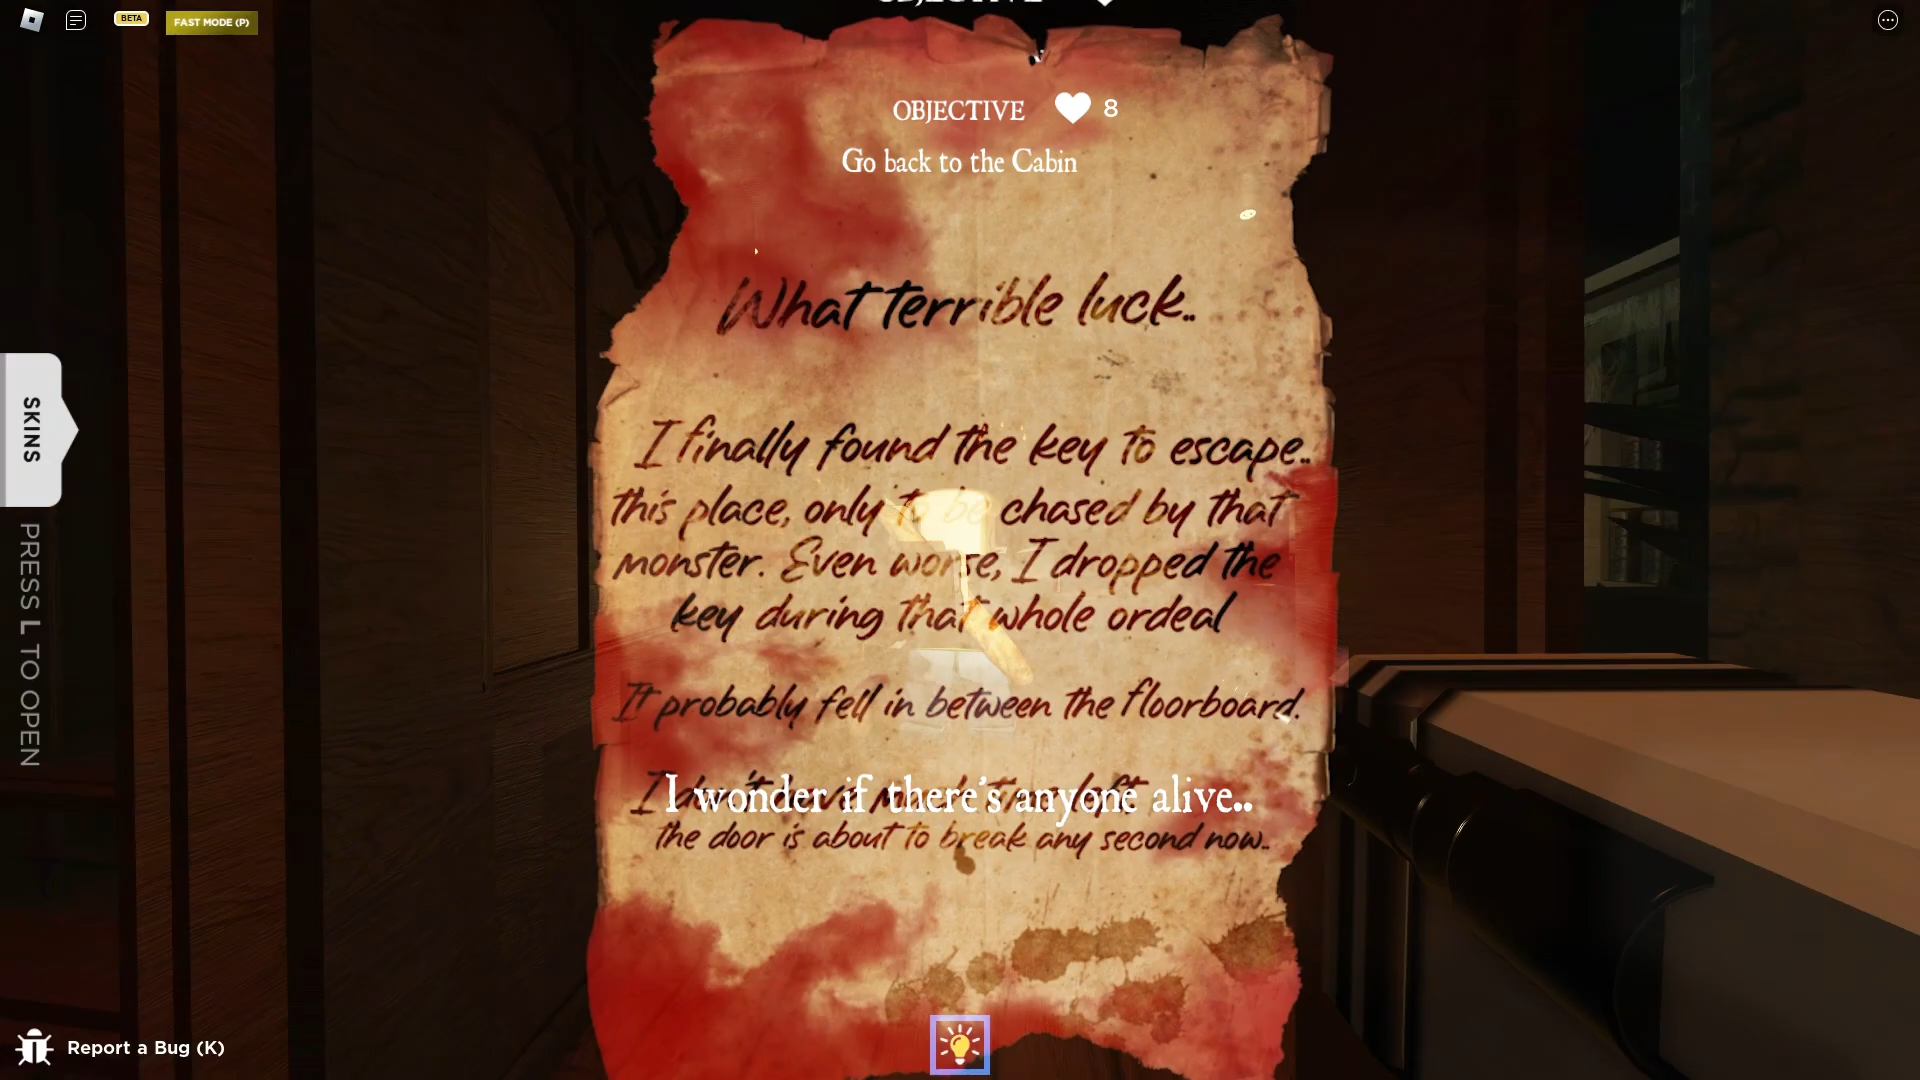 OBJECTIVE
BETA
FAST MODE (P)
OBJECTIVE 8
Go back to the Cabin
What terrible luck..
I finally found the key to escape..
this place, only to be chased by that
monster. Even worse, I dropped the
key during that whole ordeal
It probably fell in between the floorboard.
I wonder if there's anyone alive..
the door is about to break any second now..
SKINS
PRESS L TO OPEN
Report a Bug (K)